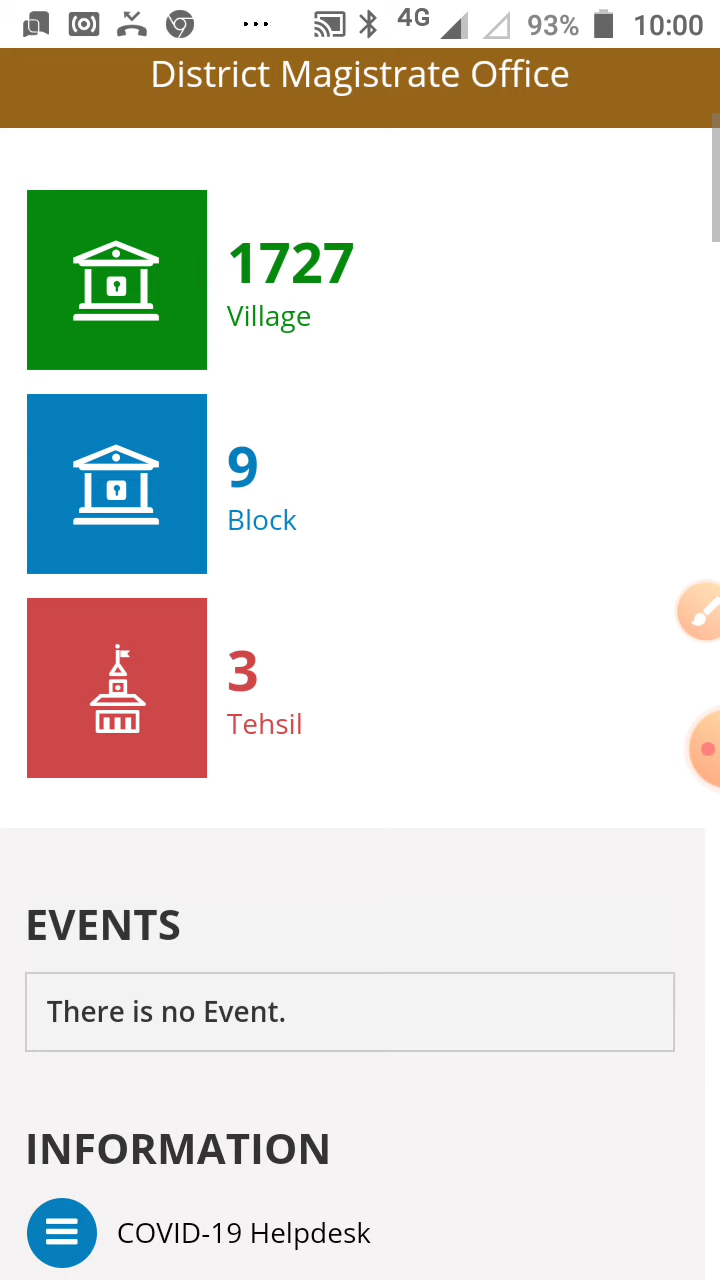 4G 93% 10:00
District Magistrate Office
1727
Village
9
Block
3
Tehsil
EVENTS
There is no Event.
INFORMATION
COVID-19 Helpdesk